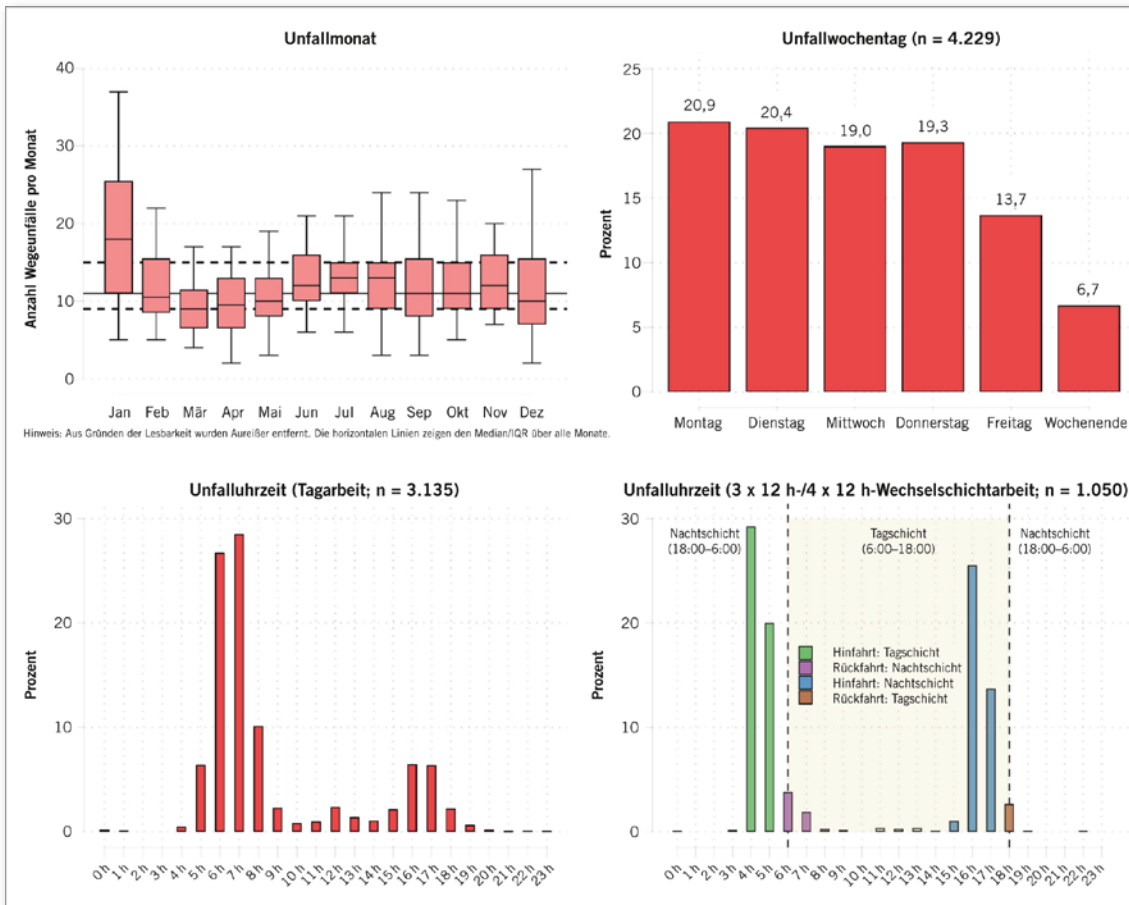 Unfallmonat
Anzahl Wegeunfälle pro Monat
40
30
20
10
0
Jan Feb Mär Apr Mai Jun Jul Aug Sep Okt Nov Dez
Hinweis: Aus Gründen der Lesbarkeit wurden Aureißer entfernt. Die horizontalen Linien zeigen den Median/IQR über alle Monate.
Unfallwochentag (n = 4.229)
Prozent
25
20
15
10
5
0
20,9 20,4 19,0 19,3 13,7 6,7
Montag Dienstag Mittwoch Donnerstag Freitag Wochenende
Unfalluhrzeit (Tagarbeit; n = 3.135)
Prozent
30
20
10
0
0 h 1 h 2 h 3 h 4 h 5 h 6 h 7 h 8 h 9 h 10 h 11 h 12 h 13 h 14 h 15 h 16 h 17 h 18 h 19 h 20 h 21 h 22 h 23 h
Unfalluhrzeit (3 x 12 h-/4 x 12 h-Wechselschichtarbeit; n = 1.050)
Prozent
30
20
10
0
Nachtschicht
(18:00–6:00)
Tagschicht
(6:00–18:00)
Nachtschicht
(18:00–6:00)
Hinfahrt: Tagschicht
Rückfahrt: Nachtschicht
Hinfahrt: Nachtschicht
Rückfahrt: Tagschicht
0 h 1 h 2 h 3 h 4 h 5 h 6 h 7 h 8 h 9 h 10 h 11 h 12 h 13 h 14 h 15 h 16 h 17 h 18 h 19 h 20 h 21 h 22 h 23 h